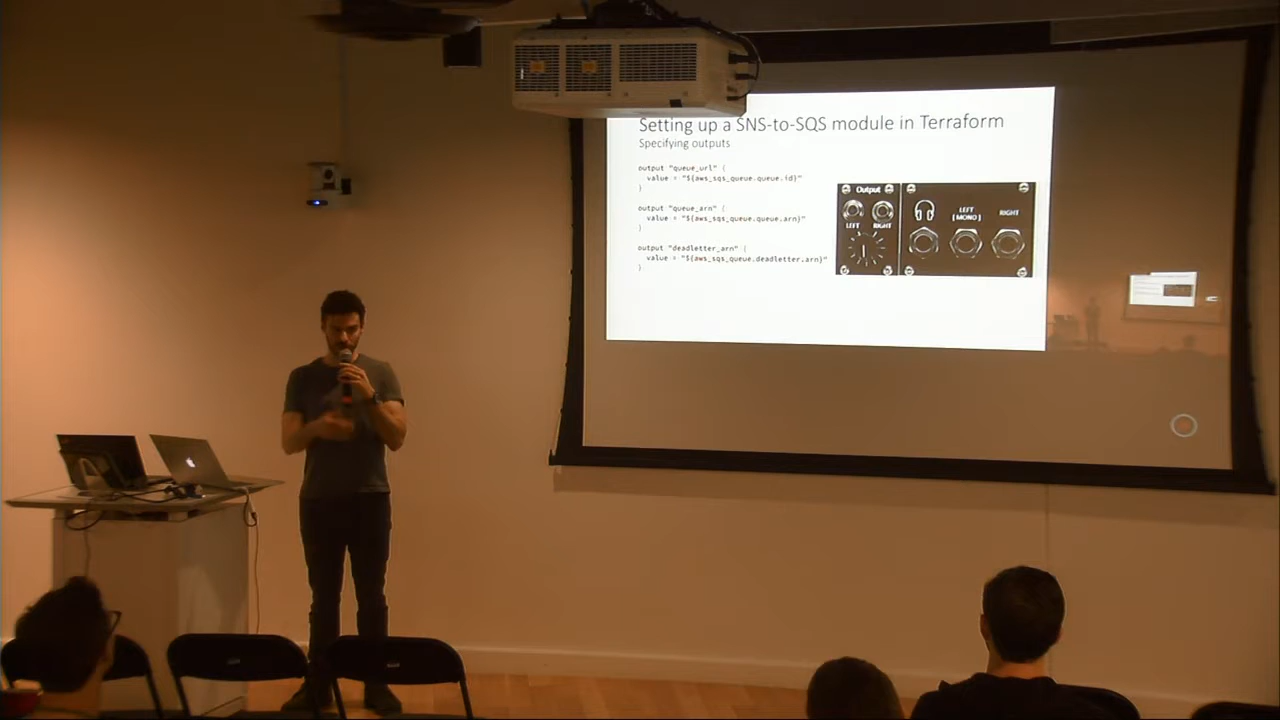 Setting up a SNS-to-SQS module in Terraform
Specifying outputs
output "queue_url" {
value = "${aws_sqs_queue.queue.id}"
}
output "queue_arn" {
value = "${aws_sqs_queue.queue.arn}"
}
output "deadletter_arn" {
value = "${aws_sqs_queue.deadletter.arn}"
}
Output
LEFT RIGHT
LEFT
[MONO]
RIGHT